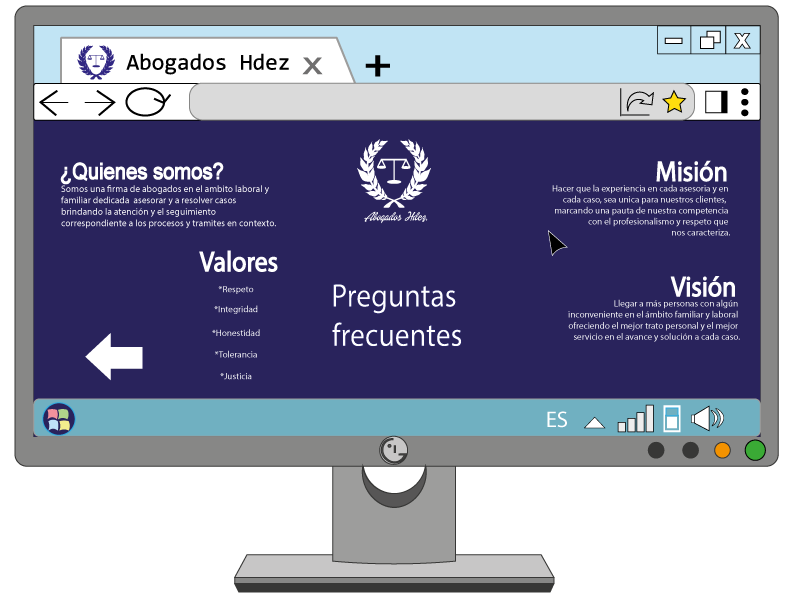 Abogados Hdez X
¿Quienes somos?
Somos una firma de abogados en el ambito laboral y
familiar dedicada asesorar y a resolver casos
brindando la atención y el seguimiento
correspondiente a los procesos y tramites en contexto.
Abogados Hdez.
Misión
Hacer que la experiencia en cada asesoria y en
cada caso, sea unica para nuestros clientes,
marcando una pauta de nuestra competencia
con el profesionalismo y respeto que
nos caracteriza.
Valores
*Respeto
*Integridad
*Honestidad
*Tolerancia
*Justicia
Preguntas
frecuentes
Visión
Llegar a más personas con algún
inconveniente en el ámbito familiar y laboral
ofreciendo el mejor trato personal y el mejor
servicio en el avance y solución a cada caso.
ES